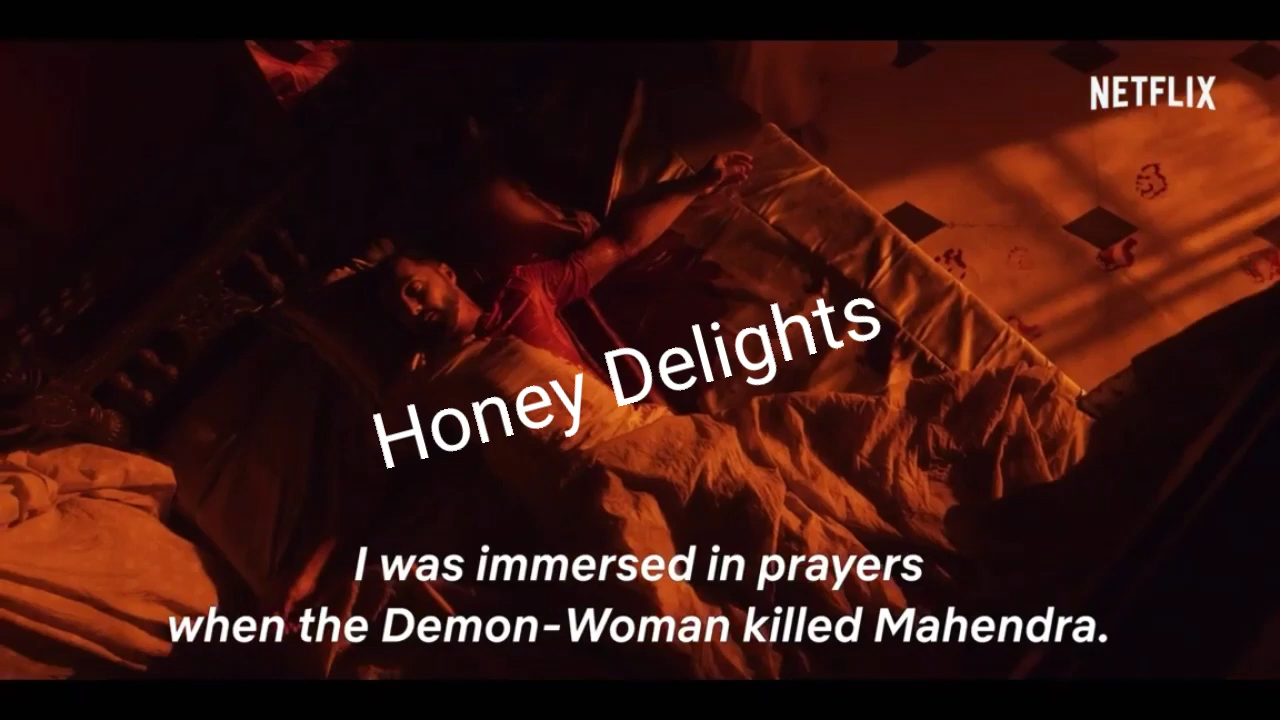 NETFLIX
Honey Delights
I was immersed in prayers
when the Demon-Woman killed Mahendra.